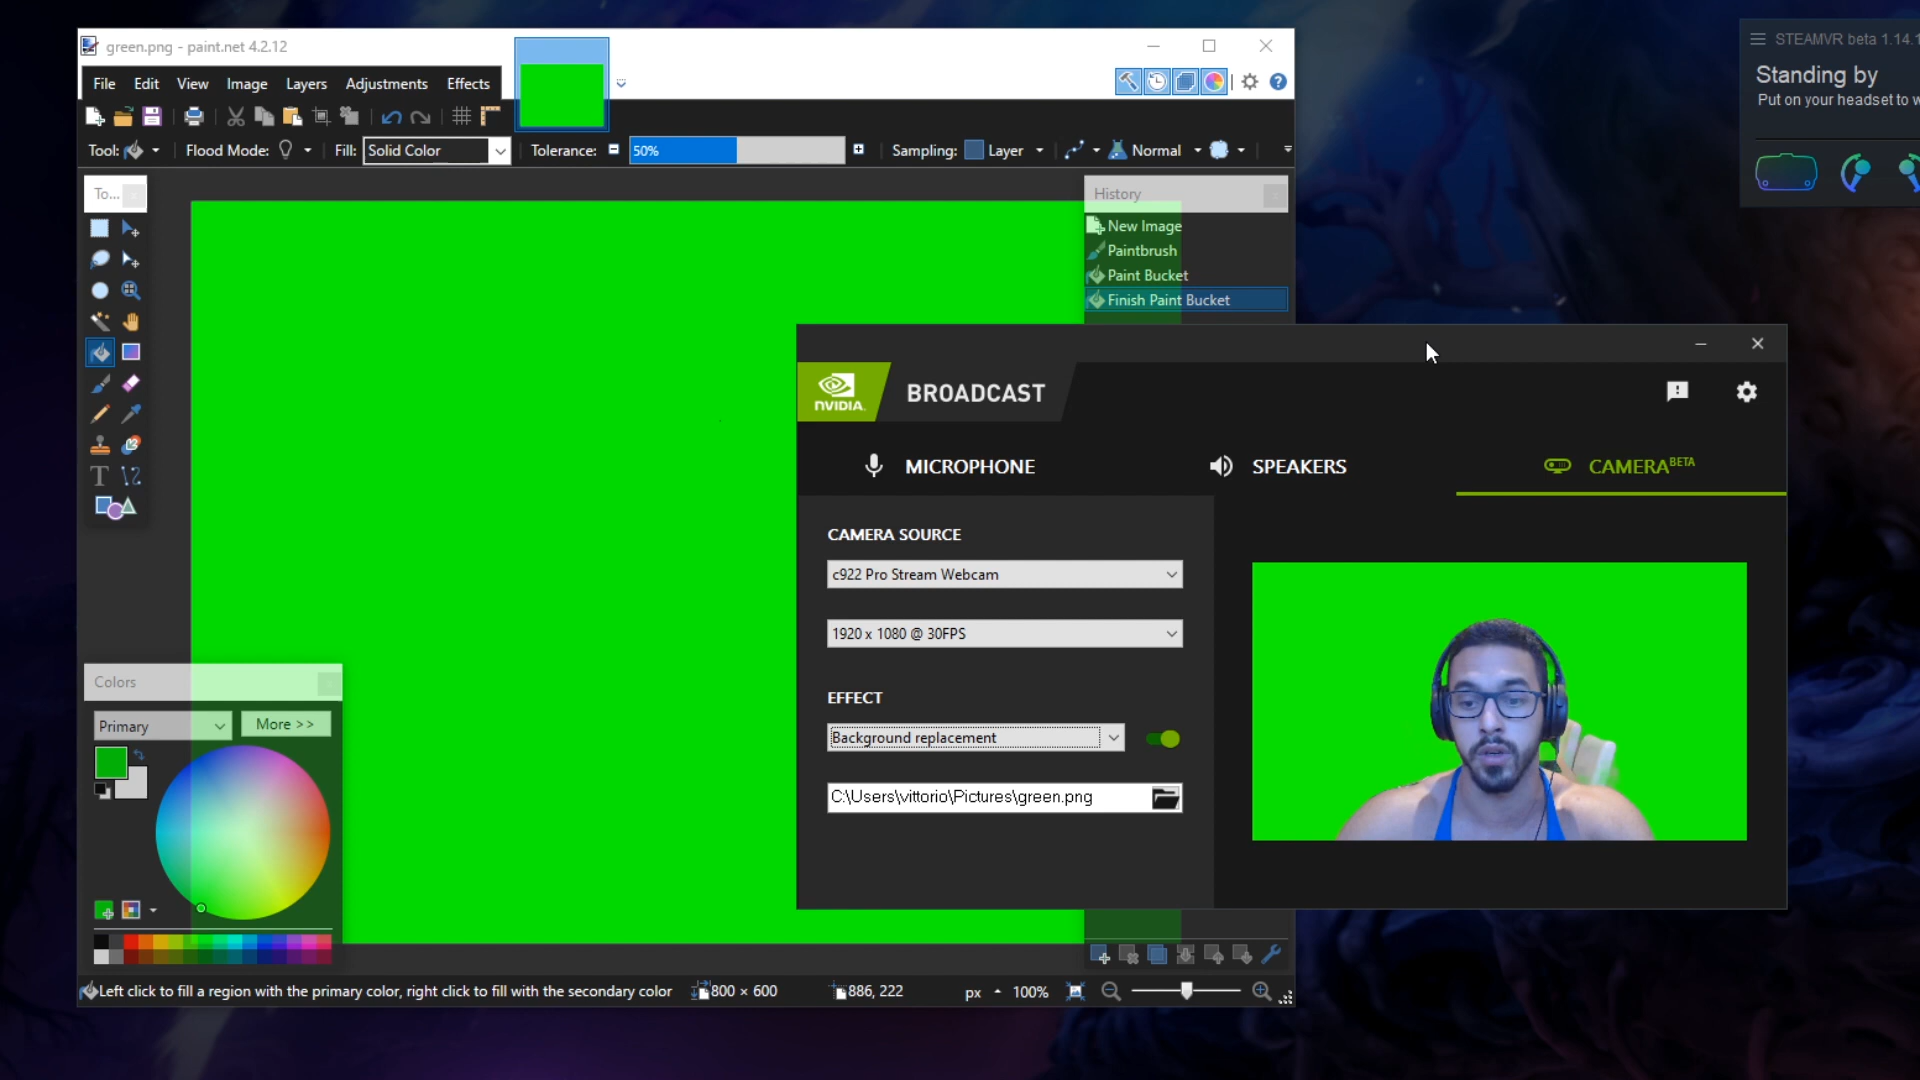 green.png - paint.net 4.2.12
File Edit View Image Layers Adjustments Effects
Tool: Flood Mode: Fill: Solid Color Tolerance: 50% Sampling: Layer Normal
To...
History
New Image
Paintbrush
Paint Bucket
Finish Paint Bucket
Colors
Primary More >>
Left click to fill a region with the primary color, right click to fill with the secondary color 800 × 600 886, 222 px 100%
NVIDIA. BROADCAST
MICROPHONE SPEAKERS CAMERA BETA
CAMERA SOURCE
c922 Pro Stream Webcam
1920 x 1080 @ 30FPS
EFFECT
Background replacement
C:\Users\vittorio\Pictures\green.png
STEAMVR beta 1.14.1
Standing by
Put on your headset to